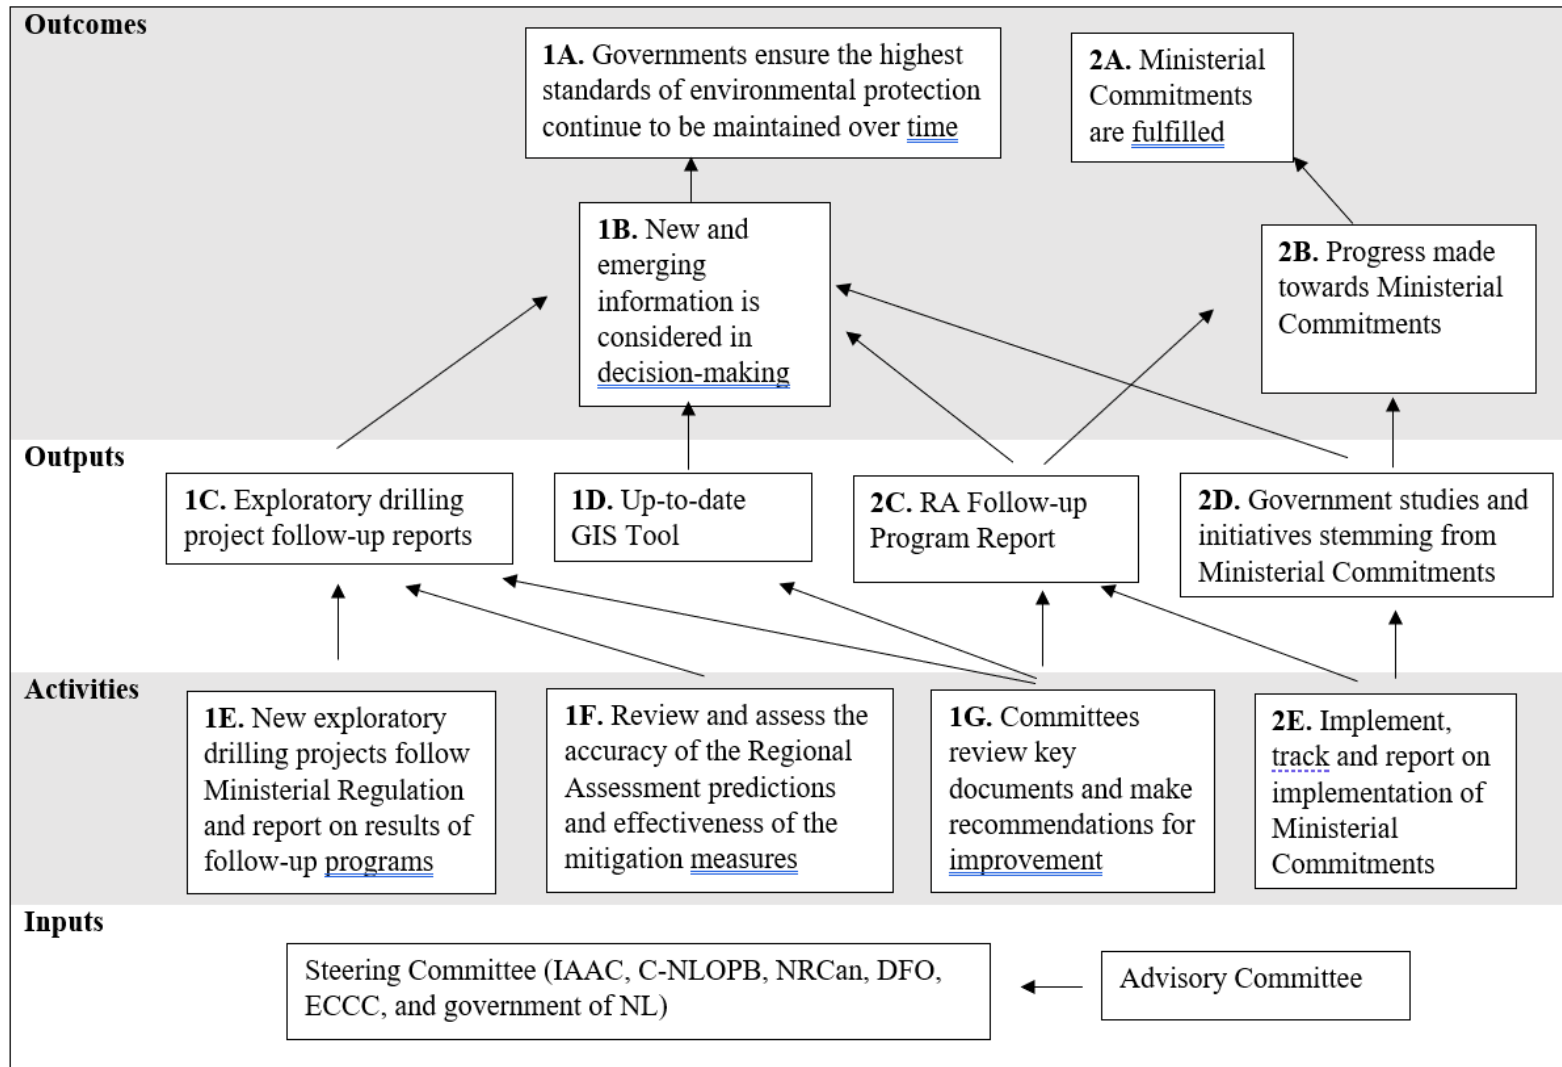 Outcomes
1A. Governments ensure the highest
standards of environmental protection
continue to be maintained over time
2A. Ministerial
Commitments
are fulfilled
1B. New and
emerging
information is
considered in
decision-making
2B. Progress made
towards Ministerial
Commitments
Outputs
1C. Exploratory drilling
project follow-up reports
1D. Up-to-date
GIS Tool
2C. RA Follow-up
Program Report
2D. Government studies and
initiatives stemming from
Ministerial Commitments
Activities
1E. New exploratory
drilling projects follow
Ministerial Regulation
and report on results of
follow-up programs
1F. Review and assess the
accuracy of the Regional
Assessment predictions
and effectiveness of the
mitigation measures
1G. Committees
review key
documents and make
recommendations for
improvement
2E. Implement,
track and report on
implementation of
Ministerial
Commitments
Inputs
Steering Committee (IAAC, C-NLOPB, NRCan, DFO,
ECCC, and government of NL)
Advisory Committee